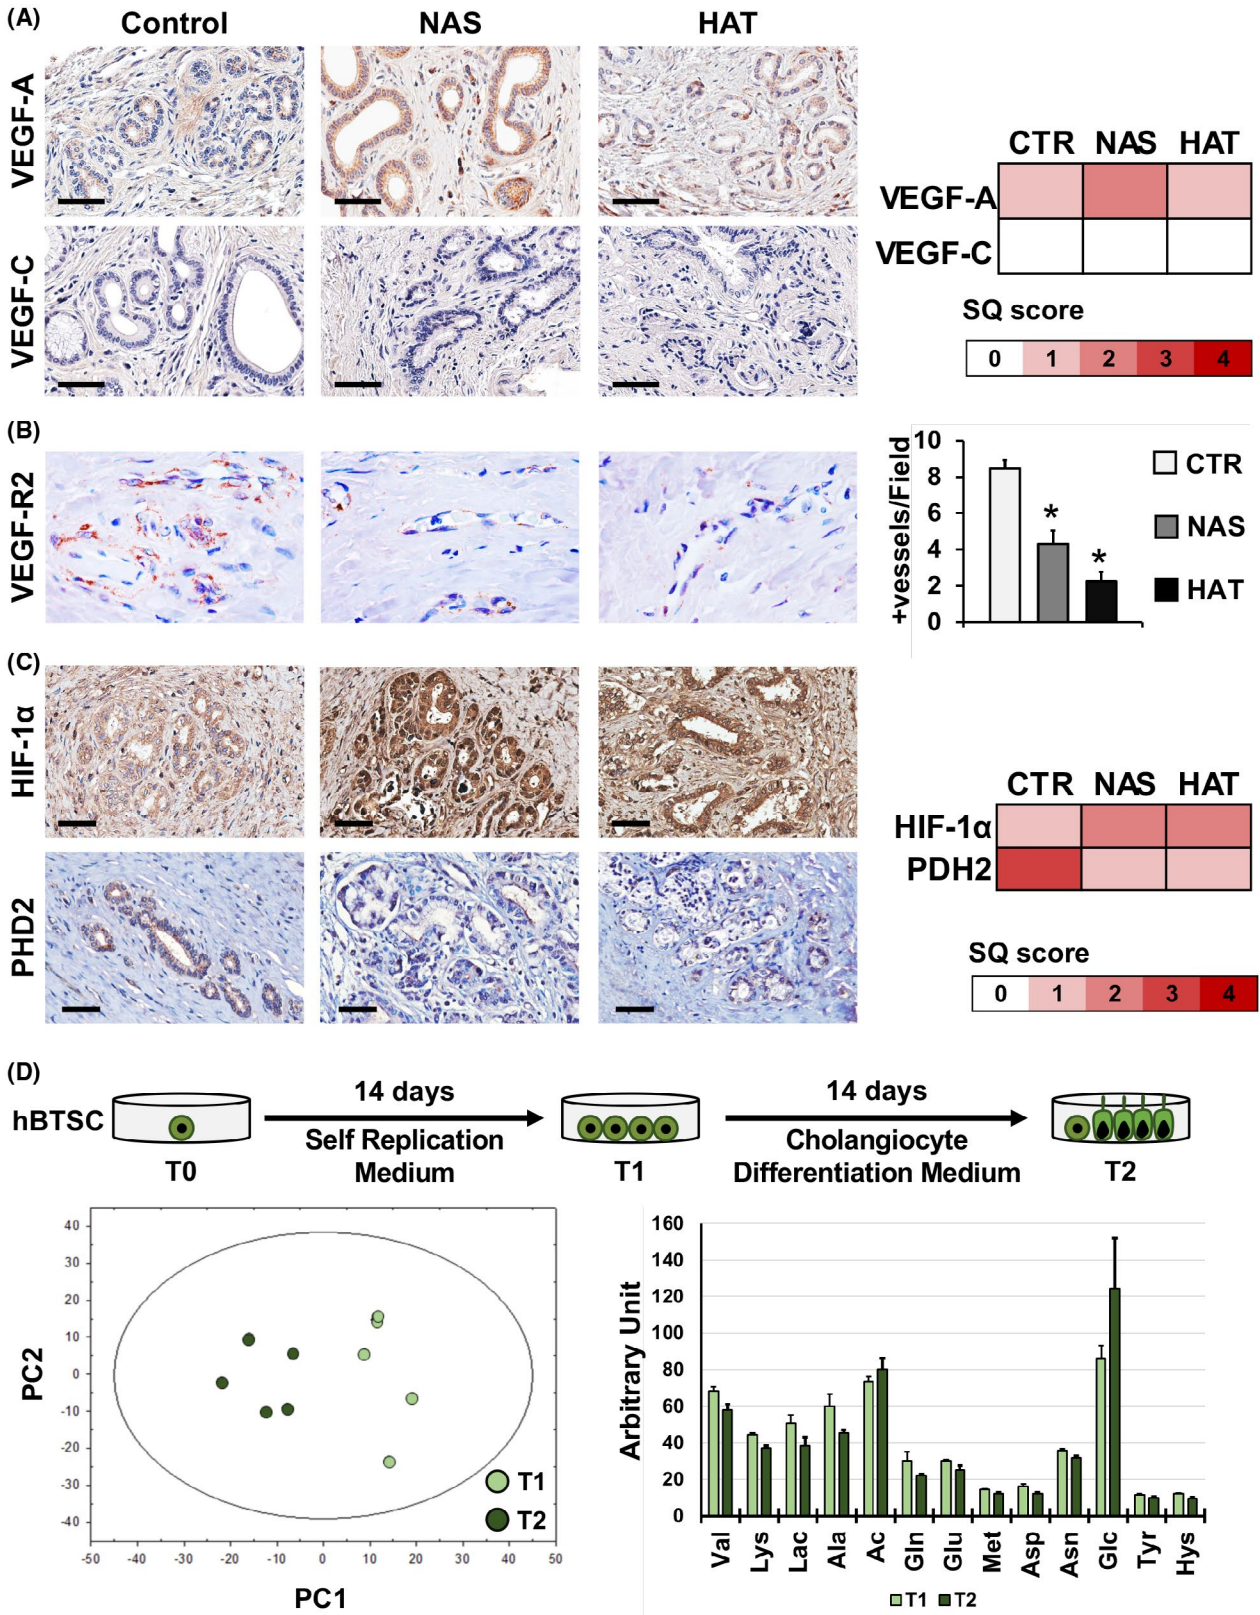 (A)
Control NAS HAT
VEGF-A
VEGF-C
CTR NAS HAT
VEGF-A
VEGF-C
SQ score
0 1 2 3 4
(B)
VEGF-R2
+vessels/Field
10
8
6
4
2
0
*
*
CTR
NAS
HAT
(C)
HIF-1α
PHD2
CTR NAS HAT
HIF-1α
PDH2
SQ score
0 1 2 3 4
(D)
hBTSC
14 days
Self Replication
Medium
14 days
Cholangiocyte
Differentiation Medium
T0
T1
T2
PC2
40
30
20
10
0
-10
-20
-30
-40
-50 -40 -30 -20 -10 0 10 20 30 40 50
PC1
T1
T2
Arbitrary Unit
160
140
120
100
80
60
40
20
0
Val Lys Lac Ala Ac Gln Glu Met Asp Asn Glc Tyr Hys
T1 T2